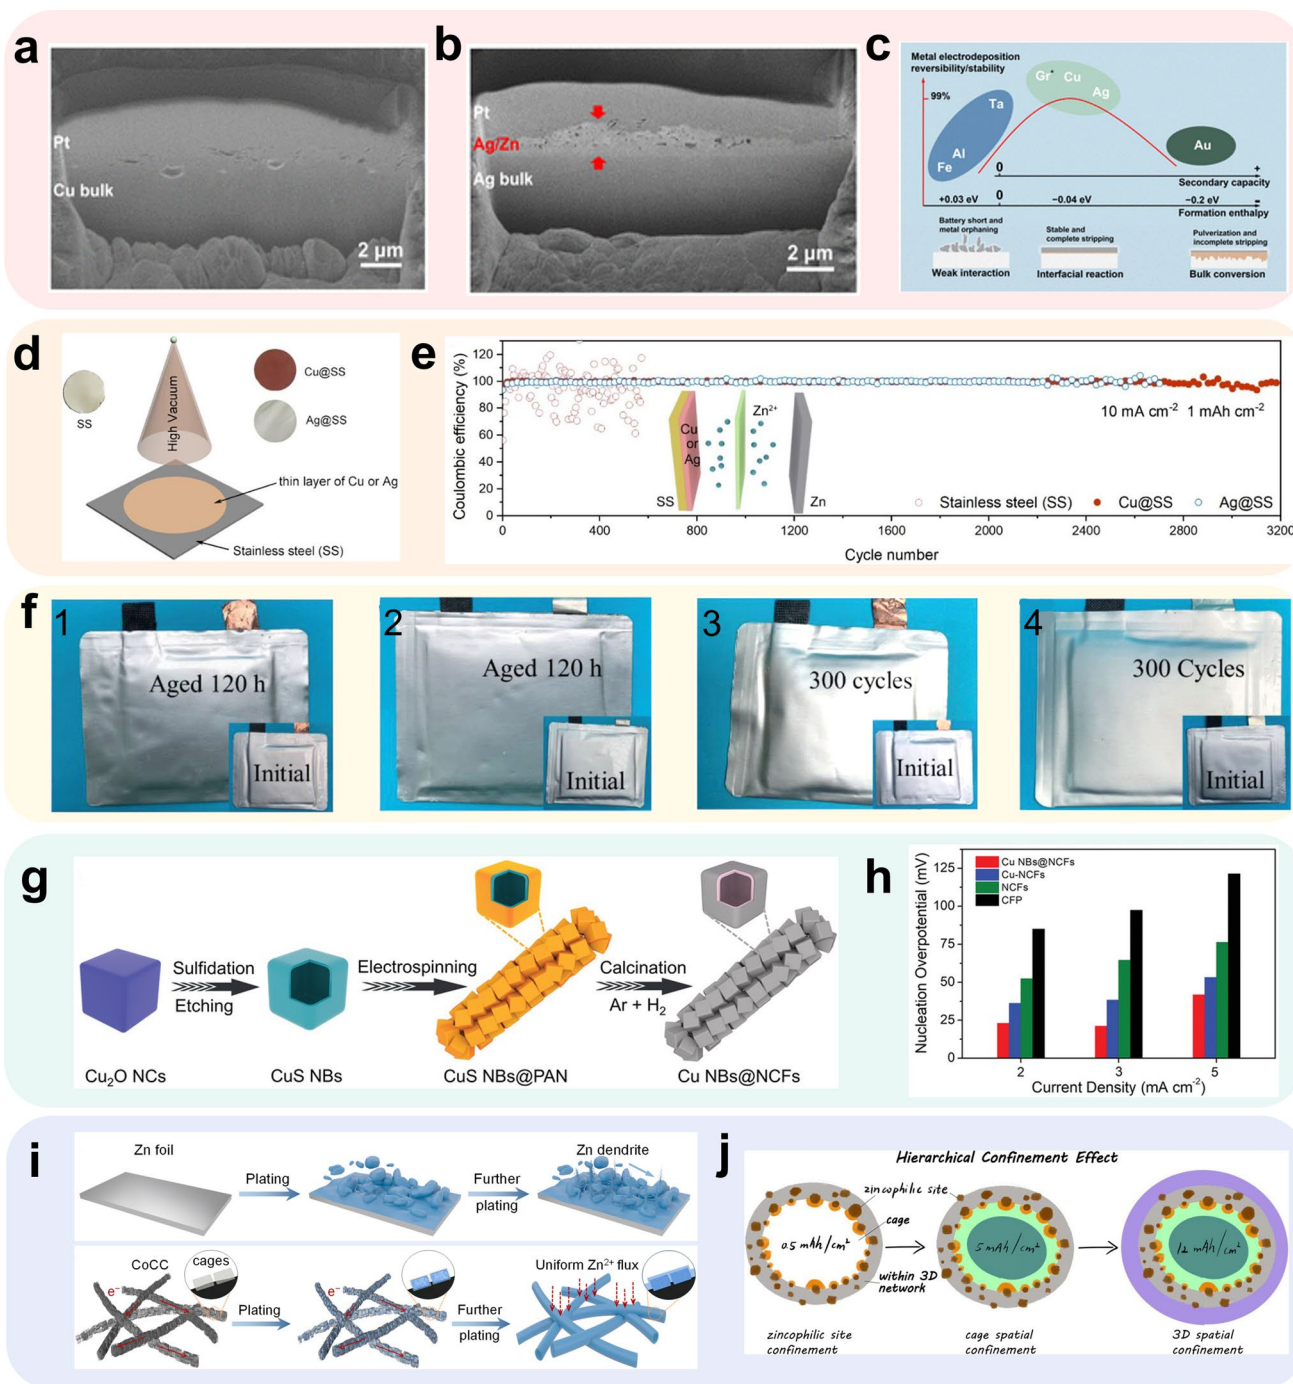 a
Pt
Cu bulk
2 µm
b
Pt
Ag/Zn
Ag bulk
2 µm
c
Metal electrodeposition
reversibility/stability
99%
Ta
Al
Fe
Gr* Cu
Ag
Au
0 +
Secondary capacity
+0.03 eV 0 −0.04 eV −0.2 eV −
Formation enthalpy
Battery short and
metal orphaning
Weak interaction
Stable and
complete stripping
Interfacial reaction
Pulverization and
incomplete stripping
Bulk conversion
d
SS
High Vacuum
Cu@SS
Ag@SS
thin layer of Cu or Ag
Stainless steel (SS)
e
Coulombic efficiency (%)
120
100
80
60
40
20
0
10 mA cm⁻² 1 mAh cm⁻²
Cu
or
Ag
Zn²⁺
SS
Zn
Stainless steel (SS) Cu@SS Ag@SS
0 400 800 1200 1600 2000 2400 2800 3200
Cycle number
f
1
Aged 120 h
Initial
2
Aged 120 h
Initial
3
300 cycles
Initial
4
300 Cycles
Initial
g
Sulfidation
Etching
Electrospinning
Calcination
Ar + H₂
Cu₂O NCs
CuS NBs
CuS NBs@PAN
Cu NBs@NCFs
h
Nucleation Overpotential (mV)
125
100
75
50
25
0
Cu NBs@NCFs
Cu-NCFs
NCFs
CFP
2 3 5
Current Density (mA cm⁻²)
i
Zn foil
Plating
Further
plating
Zn dendrite
CoCC
cages
e⁻
Plating
e⁻
Further
plating
Uniform Zn²⁺ flux
j
Hierarchical Confinement Effect
zincophilic site
cage
within 3D
network
0.5 mAh/cm²
5 mAh/cm²
12 mAh/cm²
zincophilic site
confinement
cage spatial
confinement
3D spatial
confinement